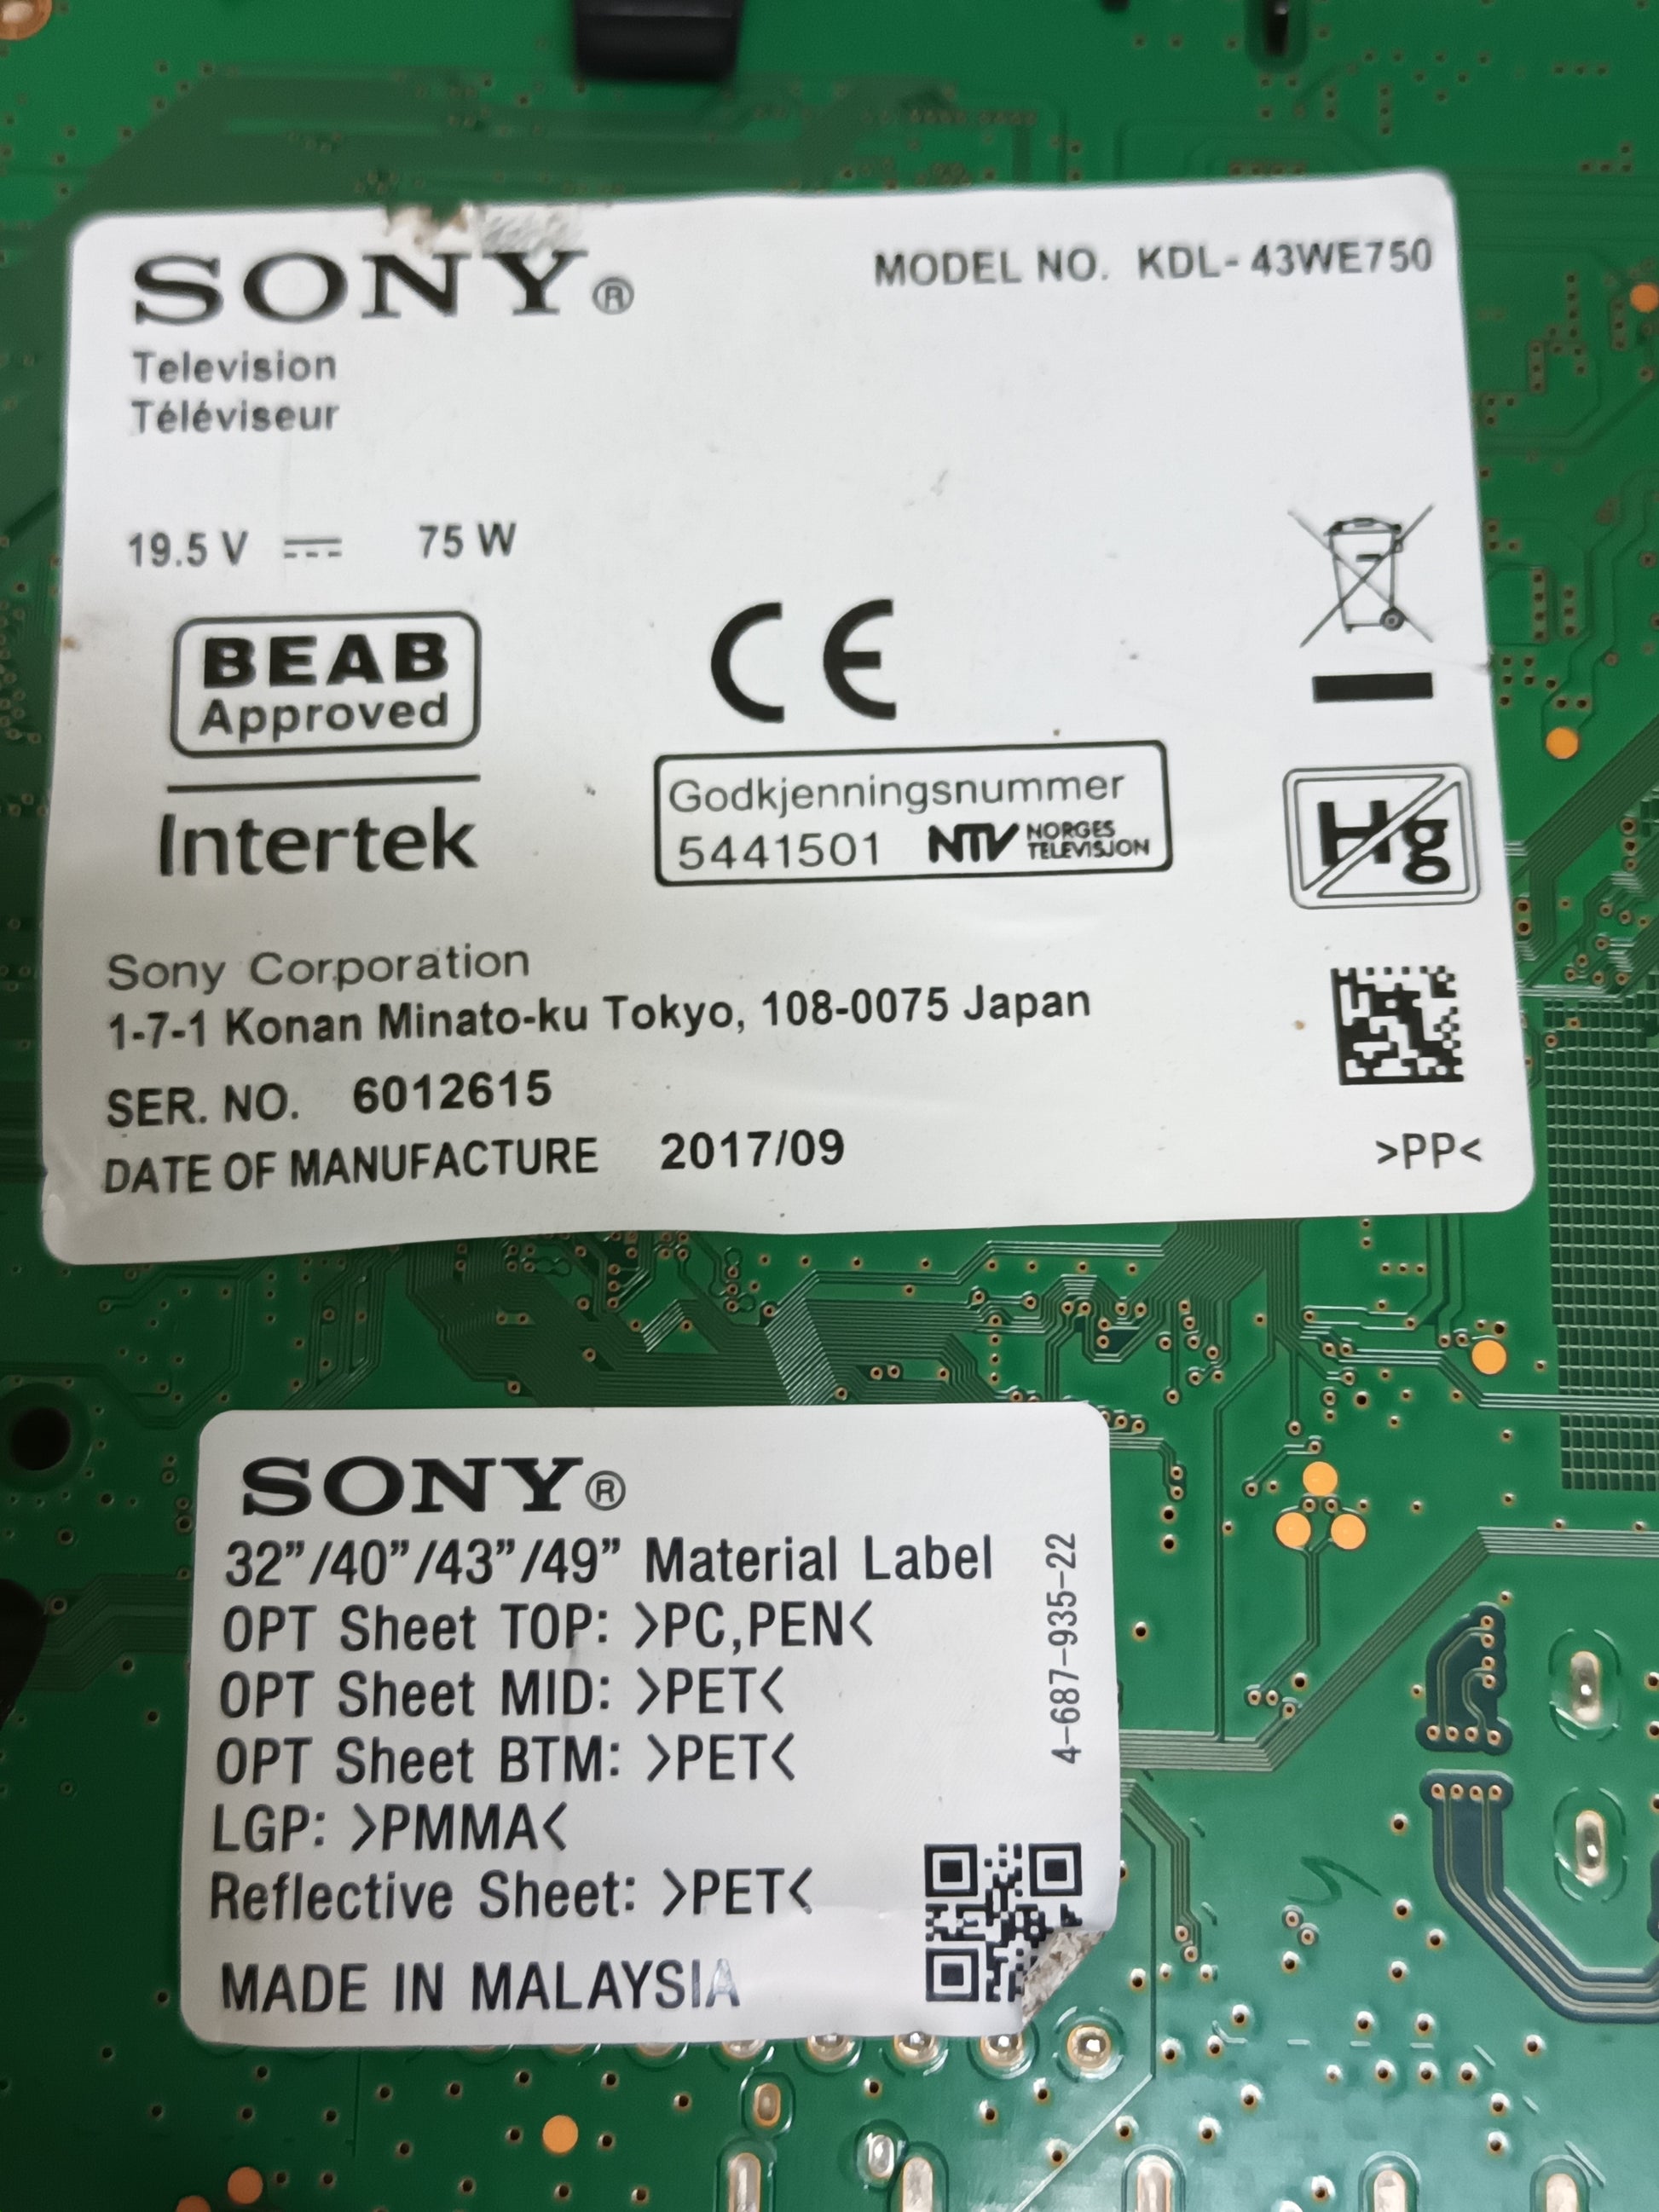 SONY®
MODEL NO. KDL-43WE750
Television
Téléviseur
19.5 V 75 W
BEAB
Approved
Intertek
CE
Godkjenningsnummer
5441501 NTV NORGES
TELEVISJON
Hg
Sony Corporation
1-7-1 Konan Minato-ku Tokyo, 108-0075 Japan
SER. NO. 6012615
DATE OF MANUFACTURE 2017/09
>PP<
SONY®
32”/40”/43”/49” Material Label
OPT Sheet TOP: >PC,PEN<
OPT Sheet MID: >PET<
OPT Sheet BTM: >PET<
LGP: >PMMA<
Reflective Sheet: >PET<
MADE IN MALAYSIA
4-687-935-22